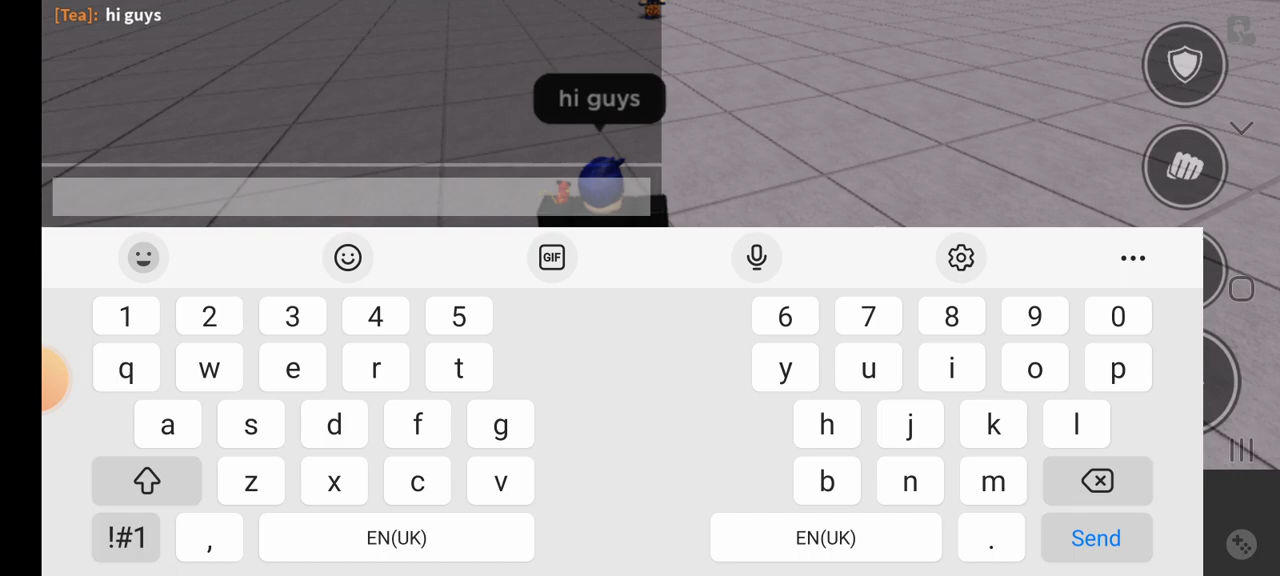 [Tea]: hi guys
hi guys
GIF
1 2 3 4 5 6 7 8 9 0
q w e r t y u i o p
a s d f g h j k l
z x c v b n m
!#1 , EN(UK) EN(UK) . Send